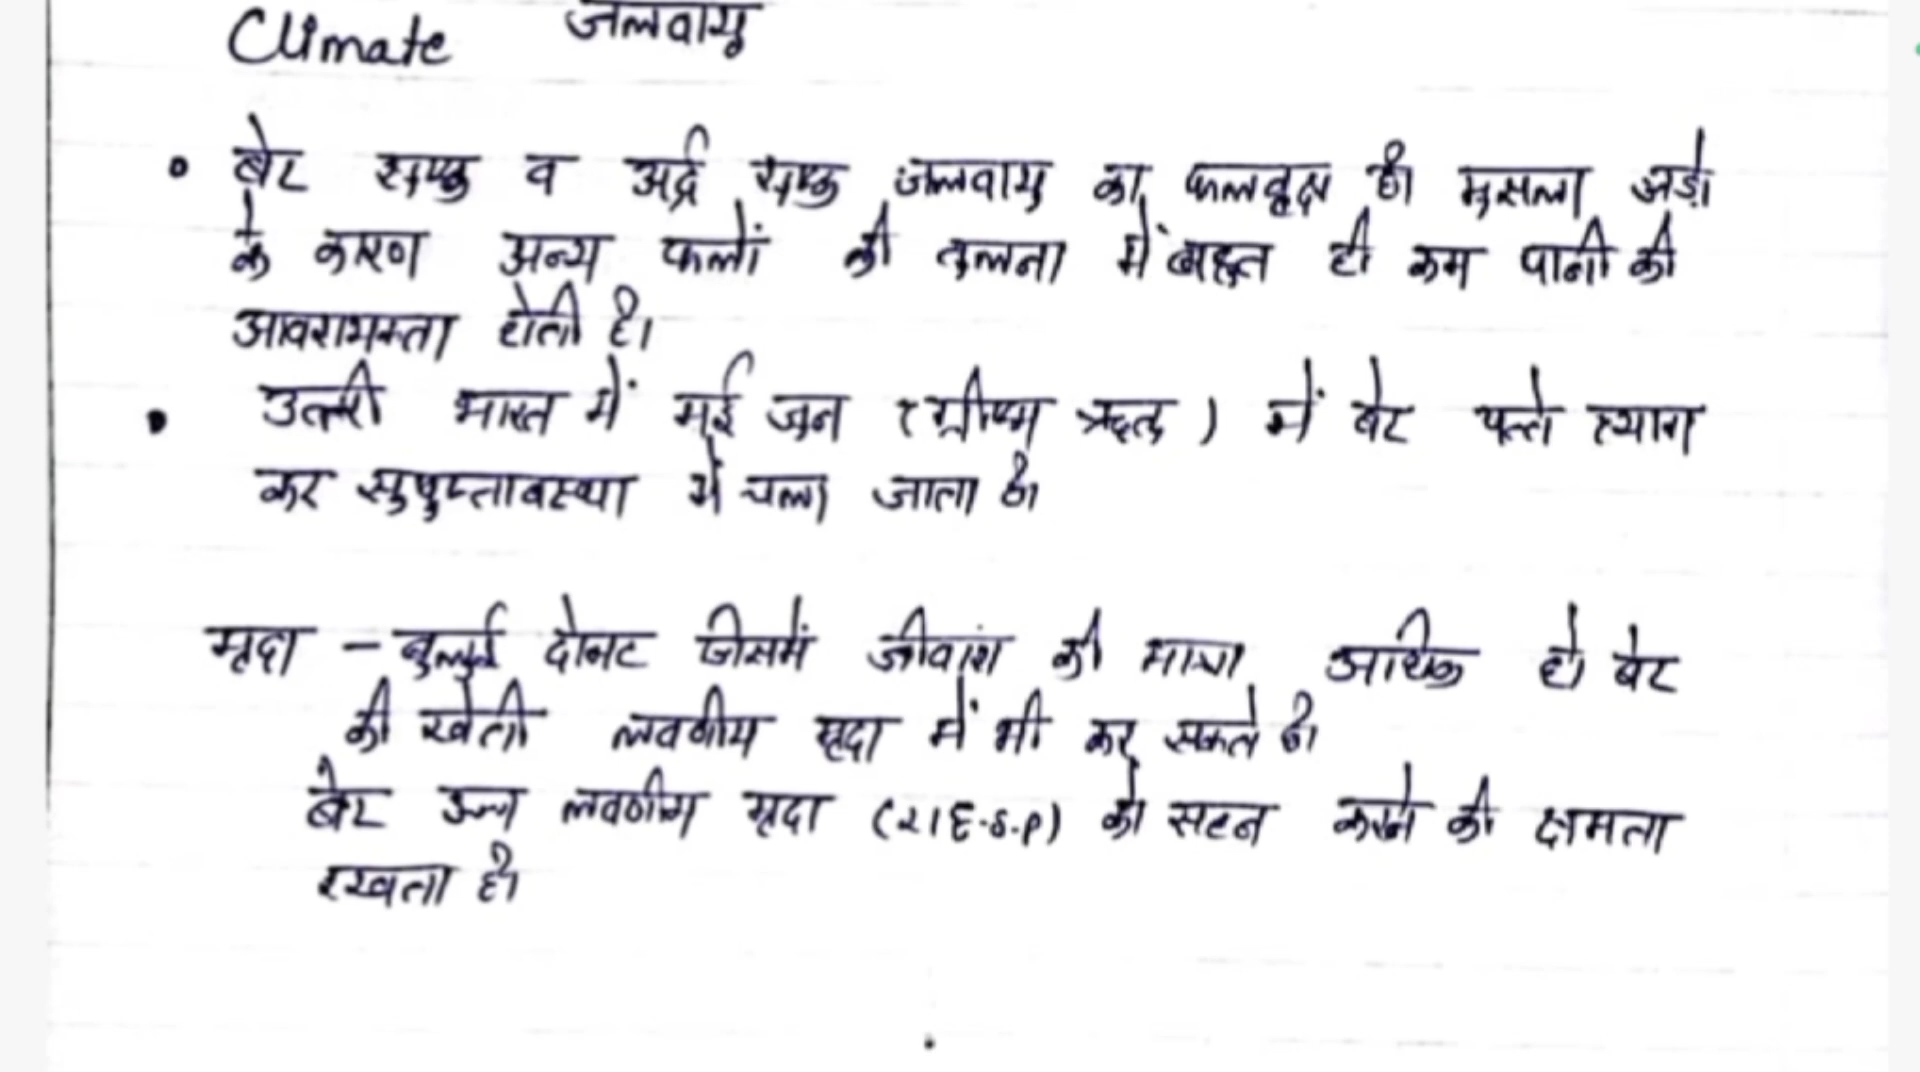 Climate जलवायु
• बेर शुष्क व अर्द्ध शुष्क जलवायु का फलवृक्ष है। मूसला जड़ो
के कारण अन्य फलों की तुलना में बहुत ही कम पानी की
आवश्यकता होती है।
• उत्तरी भारत में मई जून (ग्रीष्म ऋतु) में बेर पत्ते त्याग
कर सुषुप्तावस्था में चला जाता है।
मृदा - बुलुई दोमट जिसमें जीवांश की मात्रा अधिक हो बेर
की खेती लवणीय मृदा में भी कर सकते है।
बेर उच्च लवणीय मृदा (21E.S.P) को सहन करने की क्षमता
रखता है।